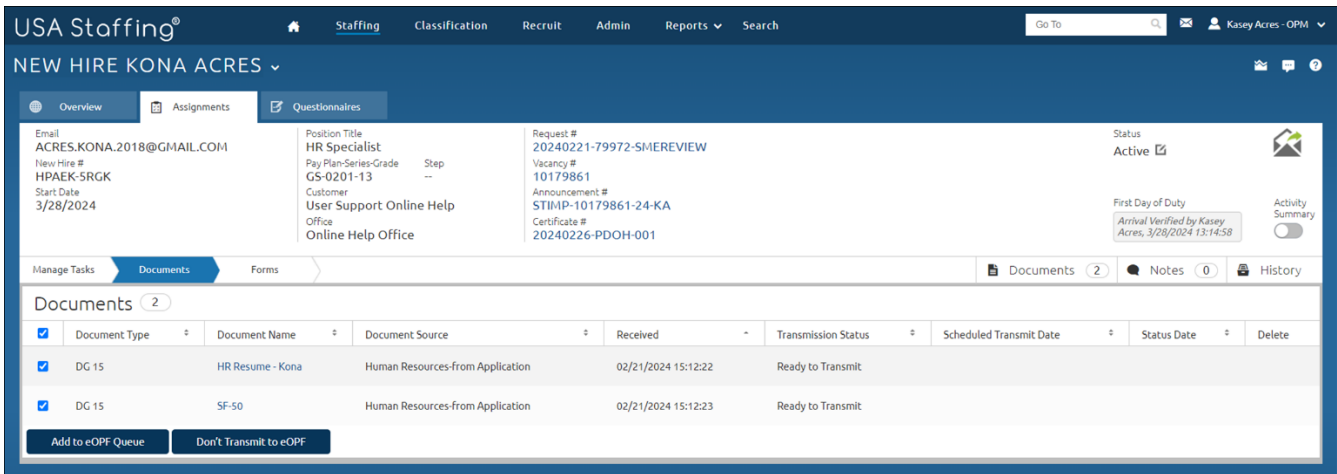 USA Staffing®
Staffing Classification Recruit Admin Reports Search
Go To
Kasey Acres - OPM
NEW HIRE KONA ACRES
Overview Assignments Questionnaires
Email
ACRES.KONA.2018@GMAIL.COM
New Hire #
HPAEK-5RGK
Start Date
3/28/2024
Position Title
HR Specialist
Pay Plan-Series-Grade Step
GS-0201-13 --
Customer
User Support Online Help
Office
Online Help Office
Request #
20240221-79972-SMEREVIEW
Vacancy #
10179861
Announcement #
STIMP-10179861-24-KA
Certificate #
20240226-PDOH-001
Status
Active
First Day of Duty
Arrival Verified by Kasey
Acres, 3/28/2024 13:14:58
Activity
Summary
Manage Tasks Documents Forms
Documents 2 Notes 0 History
Documents 2
Document Type Document Name Document Source Received Transmission Status Scheduled Transmit Date Status Date Delete
DG 15 HR Resume - Kona Human Resources-from Application 02/21/2024 15:12:22 Ready to Transmit
DG 15 SF-50 Human Resources-from Application 02/21/2024 15:12:23 Ready to Transmit
Add to eOPF Queue Don't Transmit to eOPF